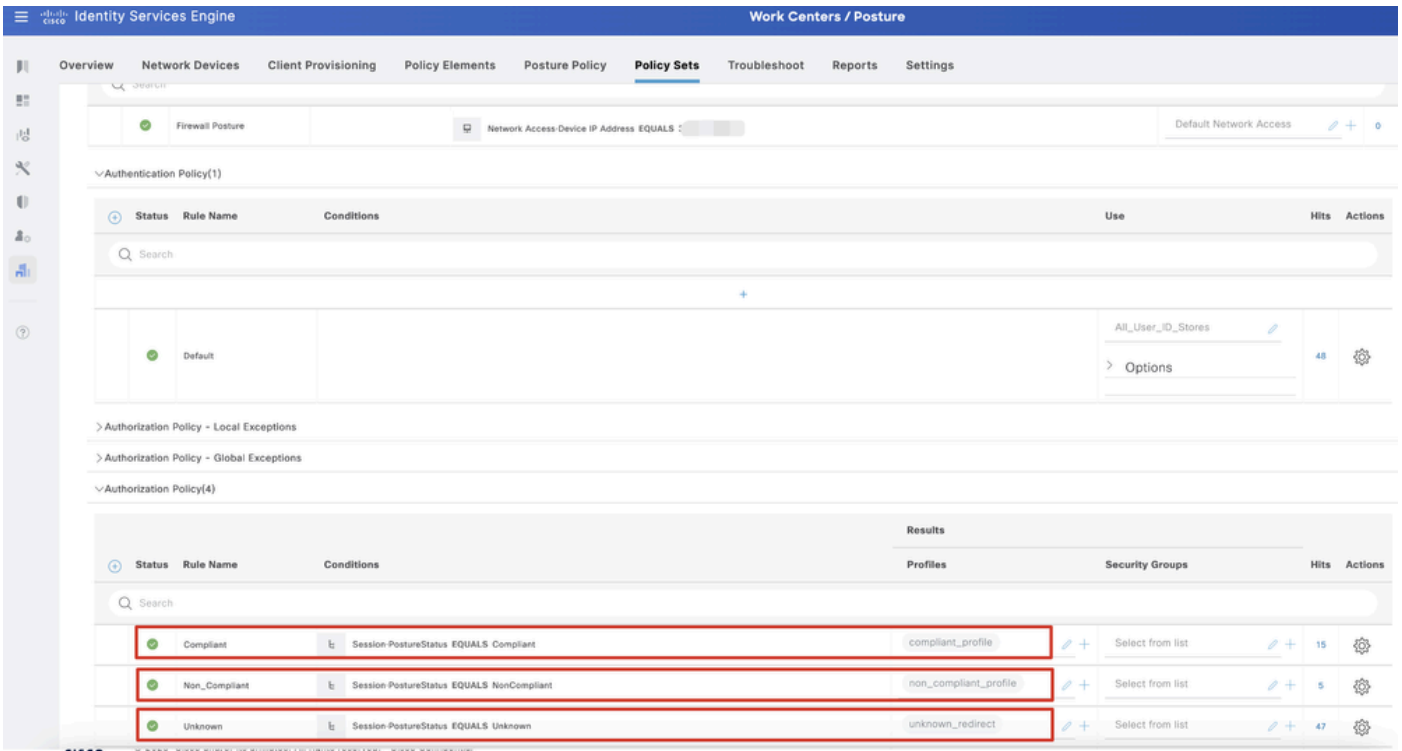 cisco Identity Services Engine Work Centers / Posture
Overview Network Devices Client Provisioning Policy Elements Posture Policy Policy Sets Troubleshoot Reports Settings
Search
Firewall Posture Network Access·Device IP Address EQUALS Default Network Access 0
Authentication Policy(1)
Status Rule Name Conditions Use Hits Actions
Search
All_User_ID_Stores
Default 48
Options
Authorization Policy - Local Exceptions
Authorization Policy - Global Exceptions
Authorization Policy(4)
Results
Status Rule Name Conditions Profiles Security Groups Hits Actions
Search
Compliant Session·PostureStatus EQUALS Compliant compliant_profile Select from list 15
Non_Compliant Session·PostureStatus EQUALS NonCompliant non_compliant_profile Select from list 5
Unknown Session·PostureStatus EQUALS Unknown unknown_redirect Select from list 47